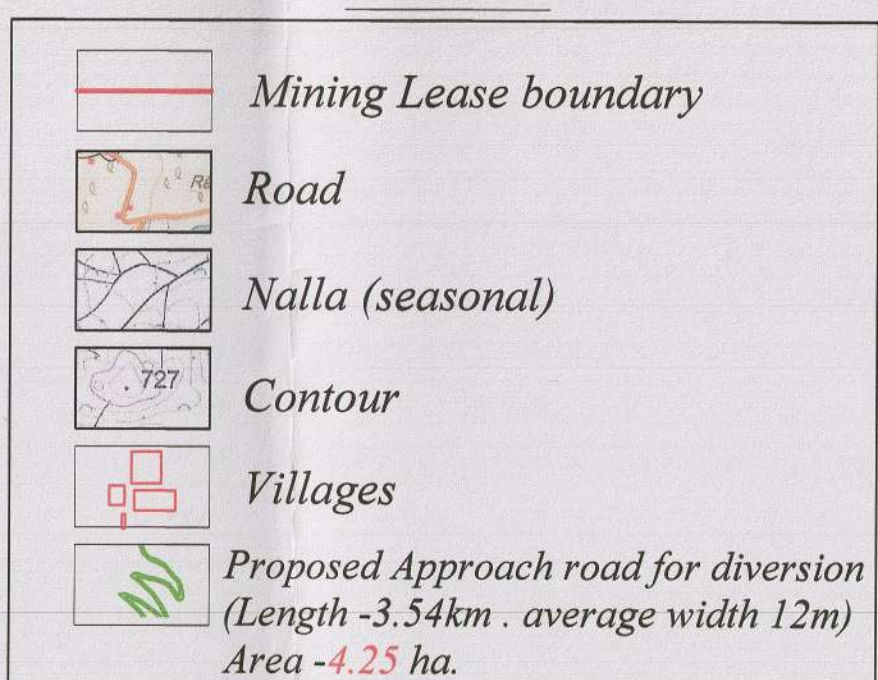 Mining Lease boundary
Road
Nalla (seasonal)
727
Contour
Villages
Proposed Approach road for diversion
(Length -3.54km . average width 12m)
Area -4.25 ha.